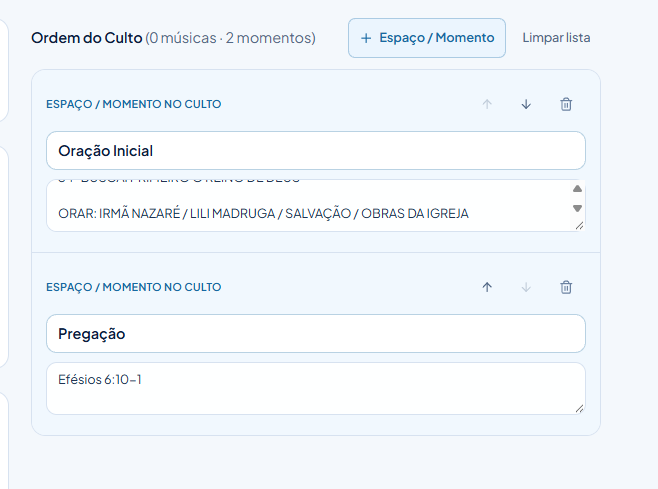 Ordem do Culto (0 músicas · 2 momentos)
+ Espaço / Momento
Limpar lista
ESPAÇO / MOMENTO NO CULTO
Oração Inicial
ORAR: IRMÃ NAZARÉ / LILI MADRUGA / SALVAÇÃO / OBRAS DA IGREJA
ESPAÇO / MOMENTO NO CULTO
Pregação
Efésios 6:10–1